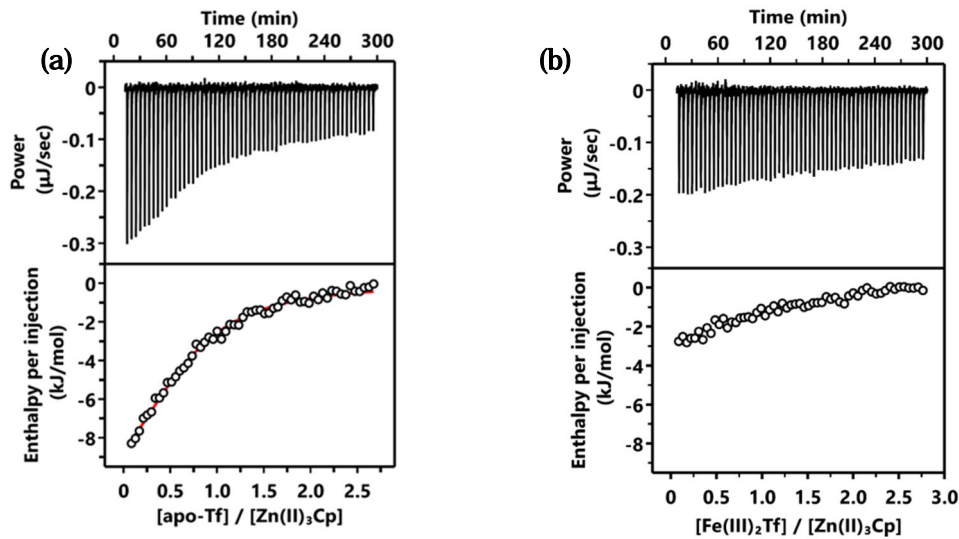 (a)
Time (min)
0 60 120 180 240 300
Power
(μJ/sec)
0
-0.1
-0.2
-0.3
Enthalpy per injection
(kJ/mol)
0
-2
-4
-6
-8
0 0.5 1.0 1.5 2.0 2.5
[apo-Tf] / [Zn(II)₃Cp]
(b)
Time (min)
0 60 120 180 240 300
Power
(μJ/sec)
0
-0.1
-0.2
-0.3
Enthalpy per injection
(kJ/mol)
0
-2
-4
-6
-8
0 0.5 1.0 1.5 2.0 2.5 3.0
[Fe(III)₂Tf] / [Zn(II)₃Cp]